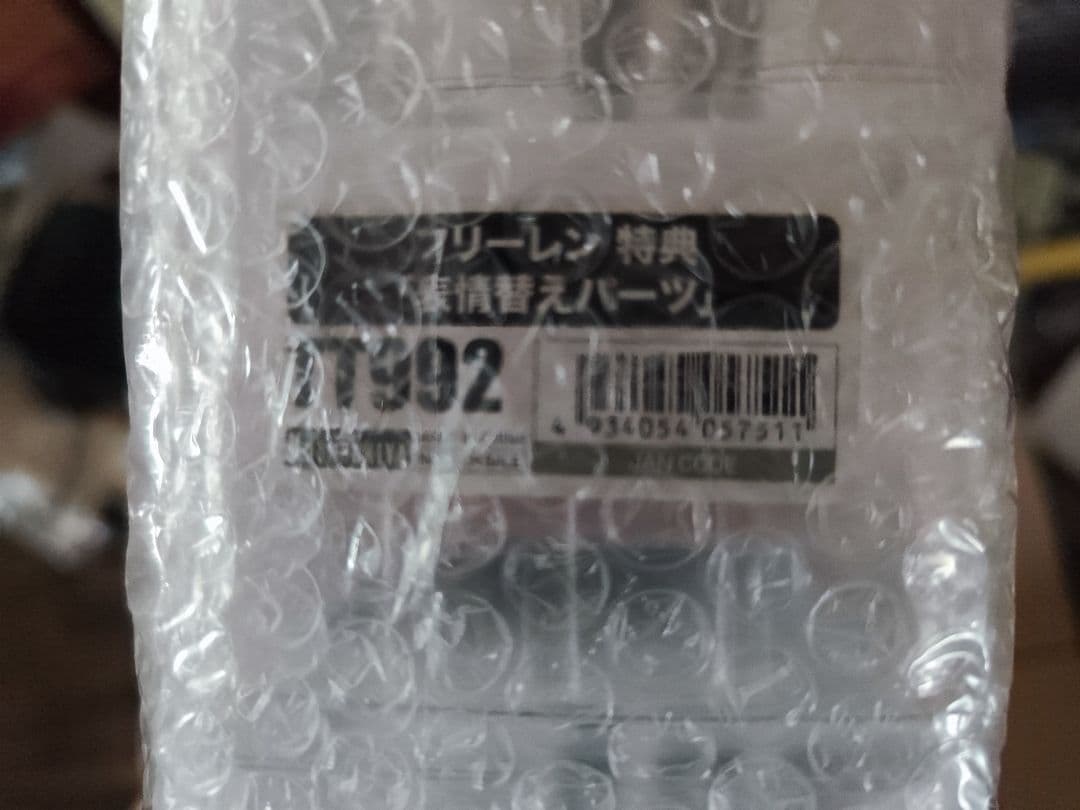 フリーレン 特典
「表情替えパーツ」
TT992
4 934054 057511
JAN CODE